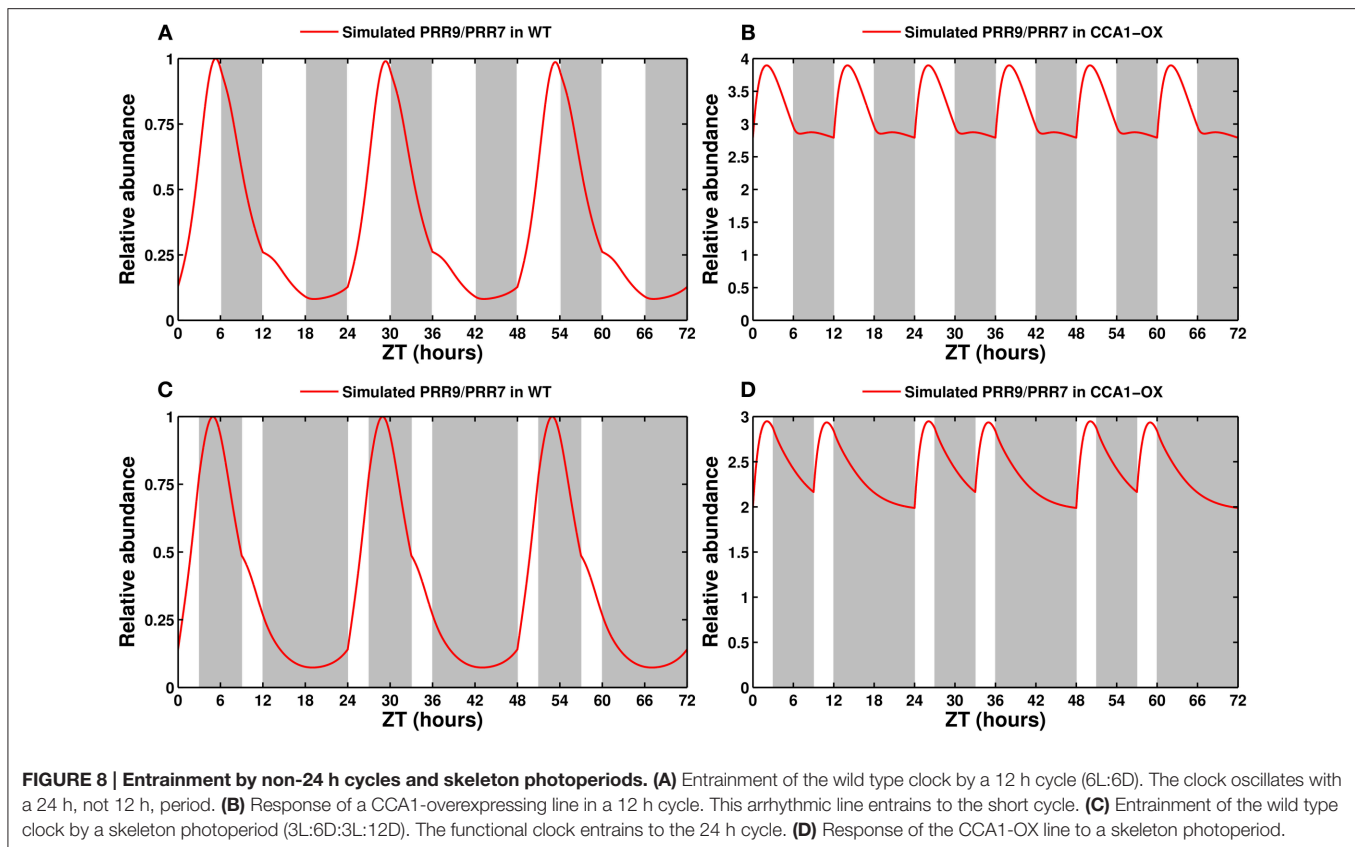 A
Simulated PRR9/PRR7 in WT
Relative abundance
1
0.75
0.5
0.25
0
0 6 12 18 24 30 36 42 48 54 60 66 72
ZT (hours)
B
Simulated PRR9/PRR7 in CCA1-OX
Relative abundance
4
3.5
3
2.5
2
1.5
1
0.5
0
0 6 12 18 24 30 36 42 48 54 60 66 72
ZT (hours)
C
Simulated PRR9/PRR7 in WT
Relative abundance
1
0.75
0.5
0.25
0
0 6 12 18 24 30 36 42 48 54 60 66 72
ZT (hours)
D
Simulated PRR9/PRR7 in CCA1-OX
Relative abundance
3
2.5
2
1.5
1
0.5
0
0 6 12 18 24 30 36 42 48 54 60 66 72
ZT (hours)
FIGURE 8 | Entrainment by non-24 h cycles and skeleton photoperiods. (A) Entrainment of the wild type clock by a 12 h cycle (6L:6D). The clock oscillates with
a 24 h, not 12 h, period. (B) Response of a CCA1-overexpressing line in a 12 h cycle. This arrhythmic line entrains to the short cycle. (C) Entrainment of the wild type
clock by a skeleton photoperiod (3L:6D:3L:12D). The functional clock entrains to the 24 h cycle. (D) Response of the CCA1-OX line to a skeleton photoperiod.